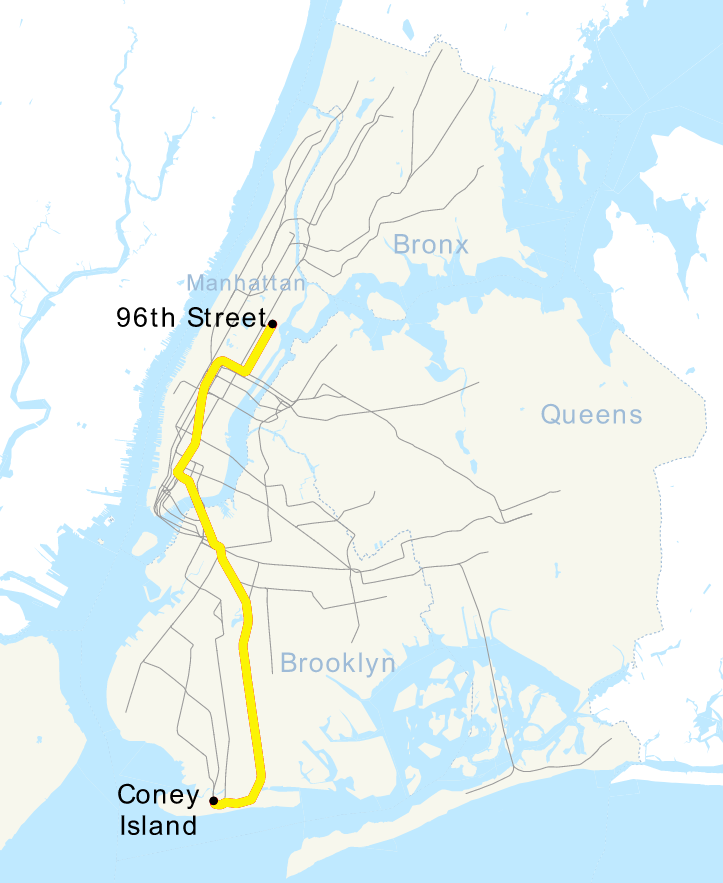 Bronx
Manhattan
96th Street
Queens
Brooklyn
Coney
Island